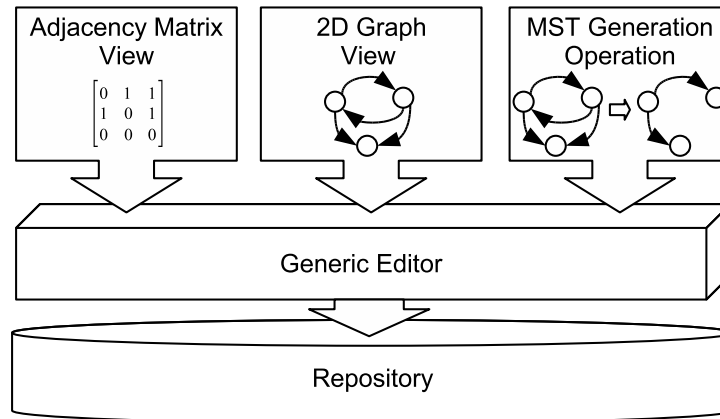 Adjacency Matrix
View
0 1 1
1 0 1
0 0 0
2D Graph
View
MST Generation
Operation
Generic Editor
Repository